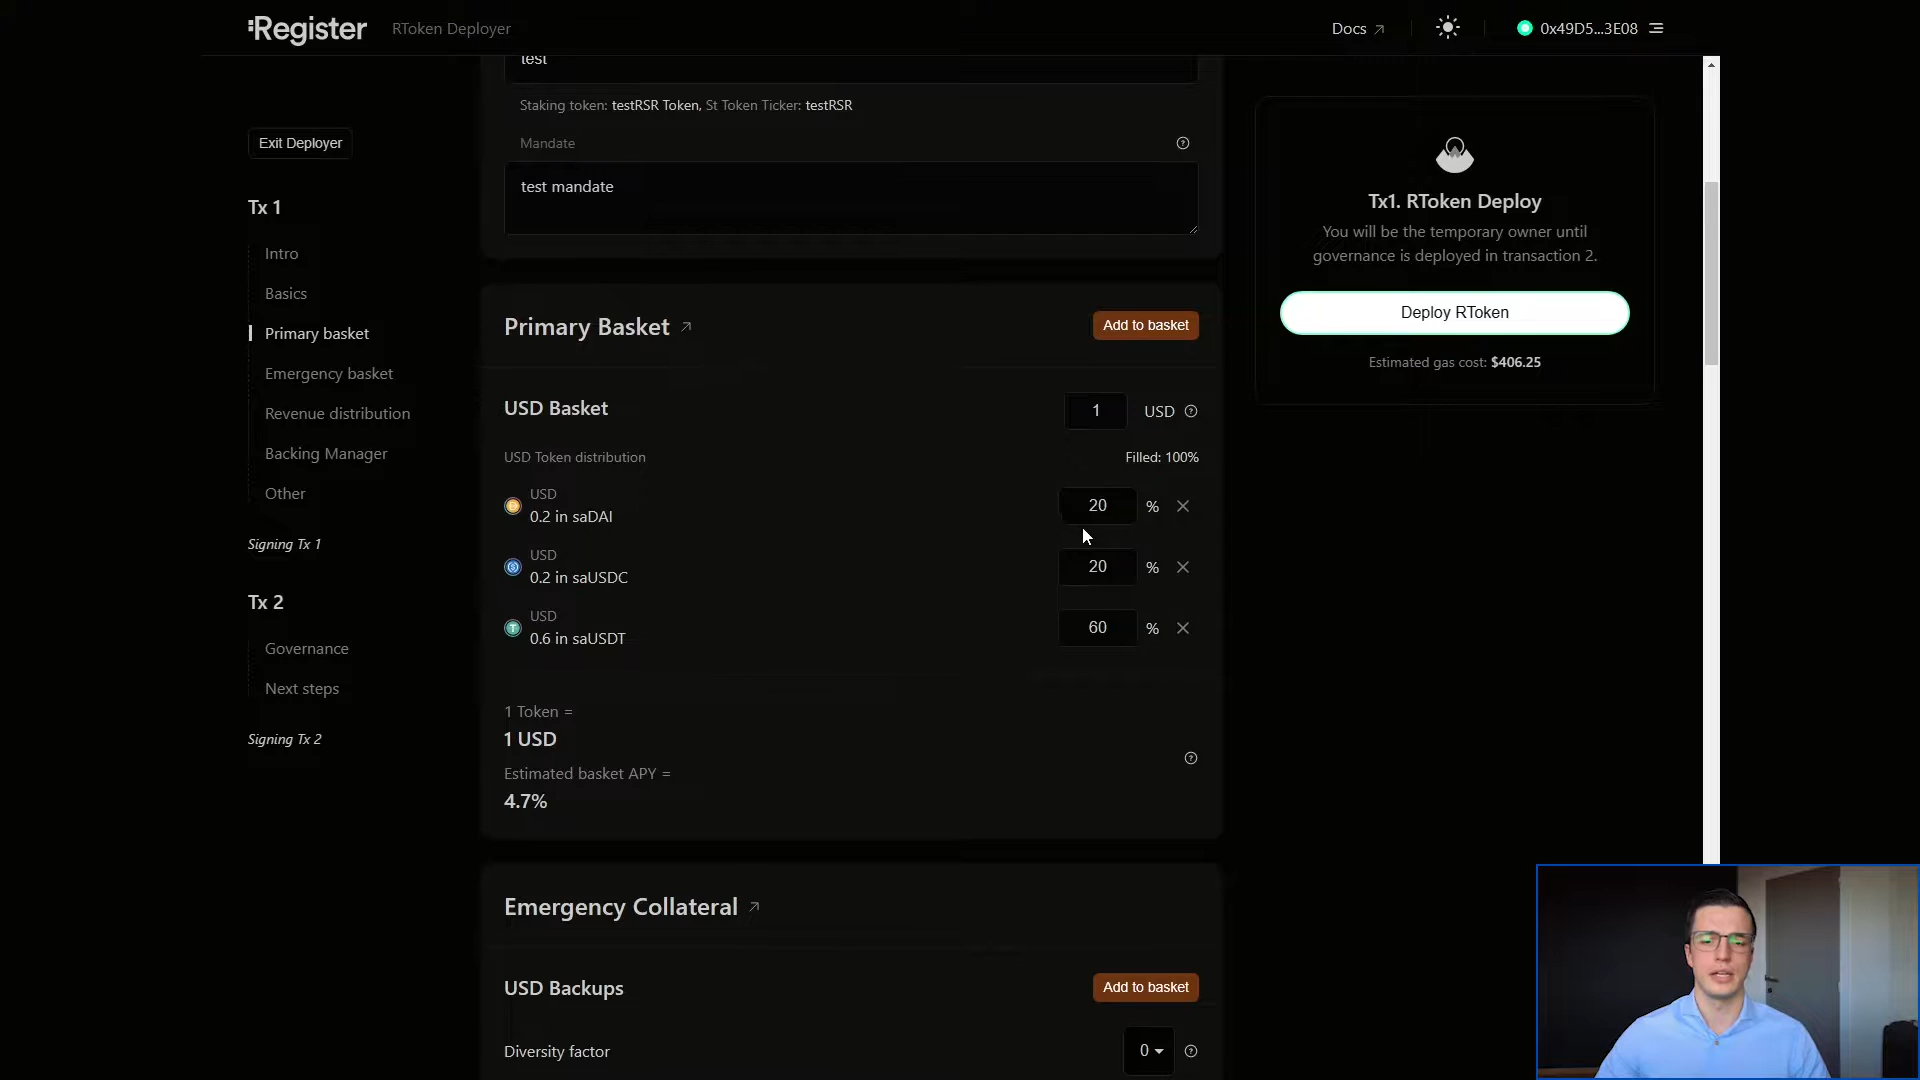 Register
RToken Deployer
Docs
0x49D5...3E08
Exit Deployer
Tx 1
Intro
Basics
Primary basket
Emergency basket
Revenue distribution
Backing Manager
Other
Signing Tx 1
Tx 2
Governance
Next steps
Signing Tx 2
test
Staking token: testRSR Token, St Token Ticker: testRSR
Mandate
test mandate
Primary Basket
Add to basket
USD Basket
1 USD
USD Token distribution
Filled: 100%
USD
0.2 in saDAI
20 %
USD
0.2 in saUSDC
20 %
USD
0.6 in saUSDT
60 %
1 Token =
1 USD
Estimated basket APY =
4.7%
Emergency Collateral
USD Backups
Add to basket
Diversity factor
0
Tx1. RToken Deploy
You will be the temporary owner until
governance is deployed in transaction 2.
Deploy RToken
Estimated gas cost: $406.25